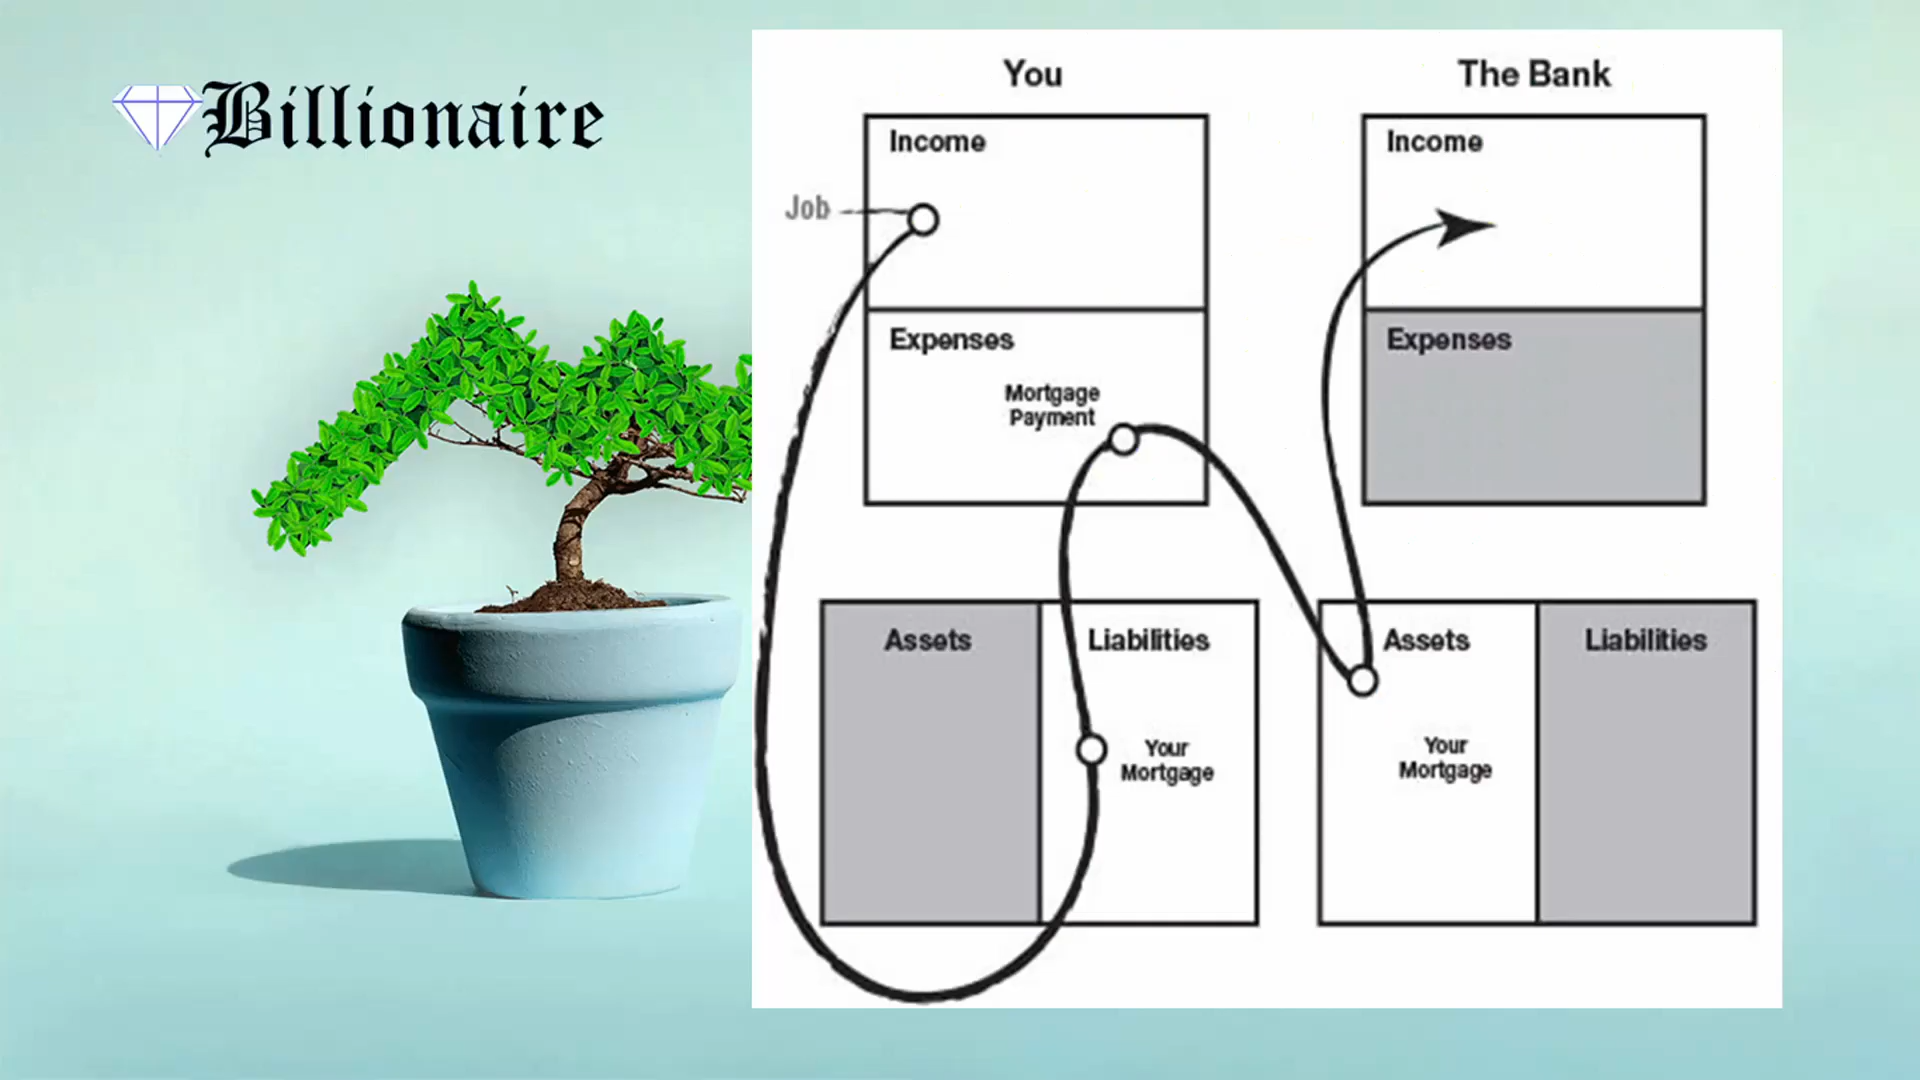 Billionaire
You
The Bank
Income
Job
Expenses
Mortgage
Payment
Assets
Liabilities
Your
Mortgage
Income
Expenses
Assets
Liabilities
Your
Mortgage